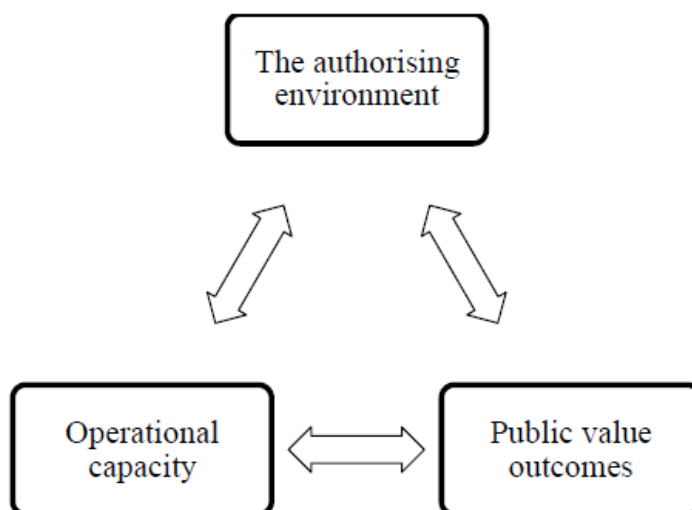 The authorising
environment
Operational
capacity
Public value
outcomes